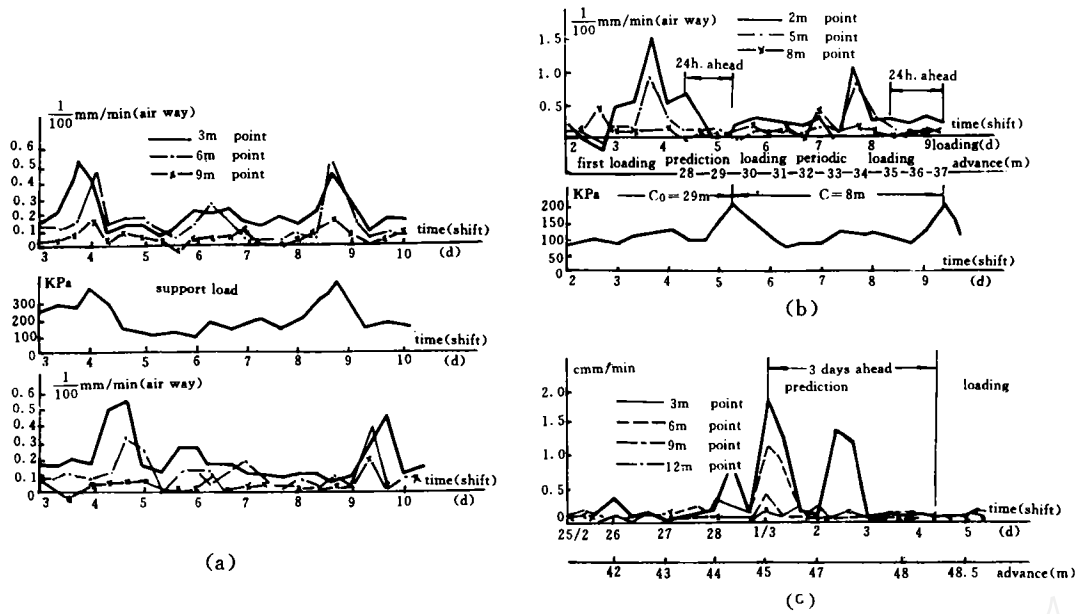 1/100 mm/min(air way)
3m point
6m point
9m point
0.6
0.5
0.4
0.3
0.2
0.1
0
time(shift)
3 4 5 6 7 8 9 10 (d)
KPa
support load
300
200
100
0
time(shift)
3 4 5 6 7 8 9 10 (d)
1/100 mm/min(air way)
0.6
0.5
0.4
0.3
0.2
0.1
0
time(shift)
3 4 5 6 7 8 9 10 (d)
(a)
1/100 mm/min(air way)
2m point
5m point
8m point
1.5
1.0
0.5
0
24h. ahead
24h. ahead
time(shift)
2 3 4 5 6 7 8 9 loading(d)
first loading prediction loading periodic loading
28-29-30-31-32-33-34-35-36-37 advance(m)
KPa
C₀=29m
C=8m
200
150
100
50
0
time(shift)
2 3 4 5 6 7 8 9 (d)
(b)
cmm/min
3 days ahead
prediction
loading
2.0
1.5
1.0
0.5
0
3m point
6m point
9m point
12m point
time(shift)
25/2 26 27 28 1/3 2 3 4 5 (d)
42 43 44 45 47 48 48.5 advance(m)
(c)